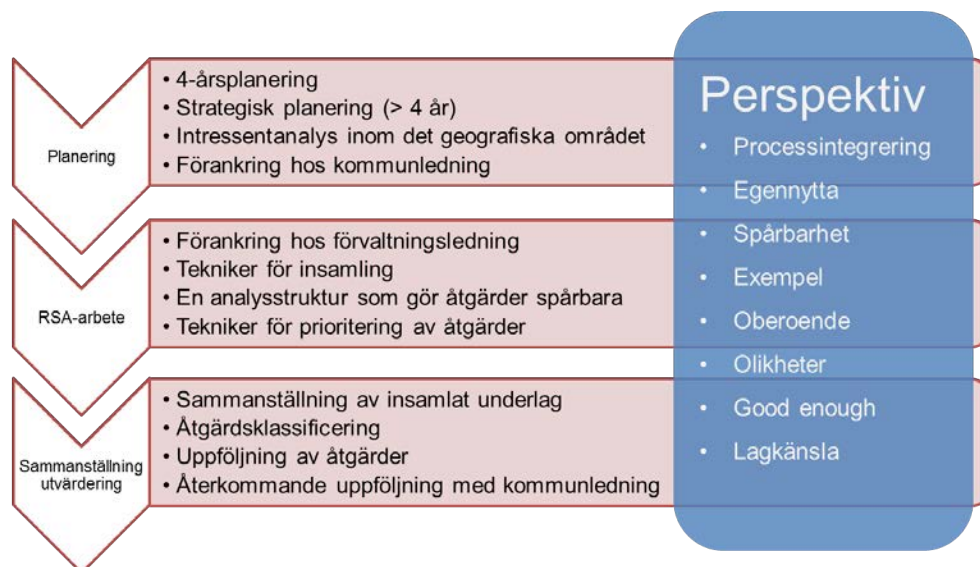 Planering
• 4-årsplanering
• Strategisk planering (> 4 år)
• Intressentanalys inom det geografiska området
• Förankring hos kommunledning
RSA-arbete
• Förankring hos förvaltningsledning
• Tekniker för insamling
• En analysstruktur som gör åtgärder spårbara
• Tekniker för prioritering av åtgärder
Sammanställning
utvärdering
• Sammanställning av insamlat underlag
• Åtgärdsklassificering
• Uppföljning av åtgärder
• Återkommande uppföljning med kommunledning
Perspektiv
• Processintegrering
• Egennytta
• Spårbarhet
• Exempel
• Oberoende
• Olikheter
• Good enough
• Lagkänsla